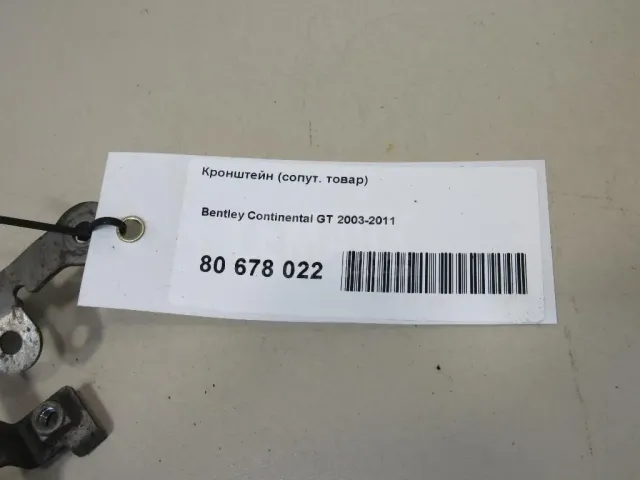 Кронштейн (сопут. товар)
Bentley Continental GT 2003-2011
80 678 022